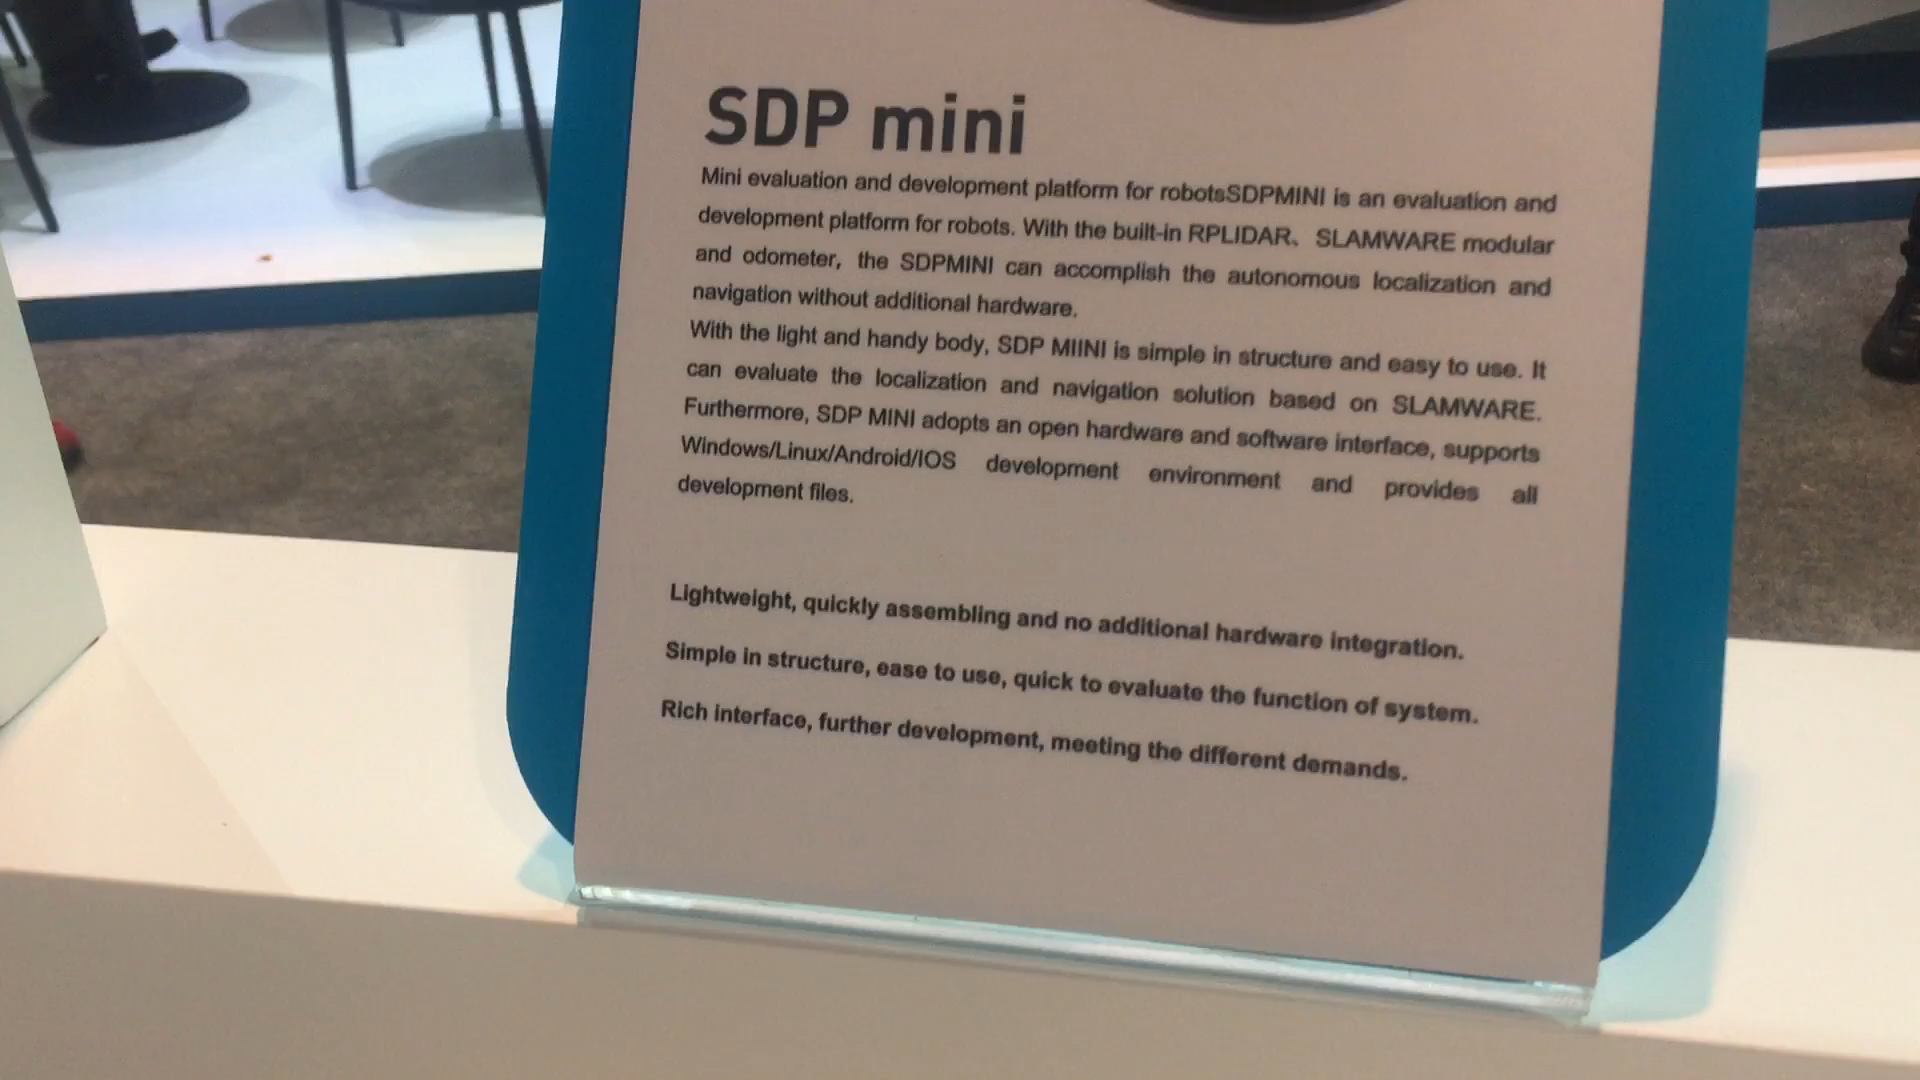 SDP mini
Mini evaluation and development platform for robotsSDPMINI is an evaluation and
development platform for robots. With the built-in RPLIDAR、 SLAMWARE modular
and odometer, the SDPMINI can accomplish the autonomous localization and
navigation without additional hardware.
With the light and handy body, SDP MIINI is simple in structure and easy to use. It
can evaluate the localization and navigation solution based on SLAMWARE.
Furthermore, SDP MINI adopts an open hardware and software interface, supports
Windows/Linux/Android/IOS development environment and provides all
development files.
Lightweight, quickly assembling and no additional hardware integration.
Simple in structure, ease to use, quick to evaluate the function of system.
Rich interface, further development, meeting the different demands.